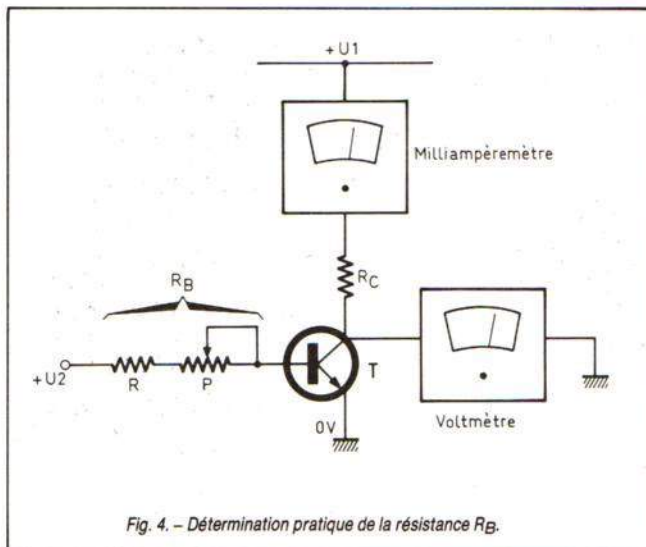 +U1
Milliampèremètre
RC
RB
+U2
R
P
T
0V
Voltmètre
Fig. 4. – Détermination pratique de la résistance RB.